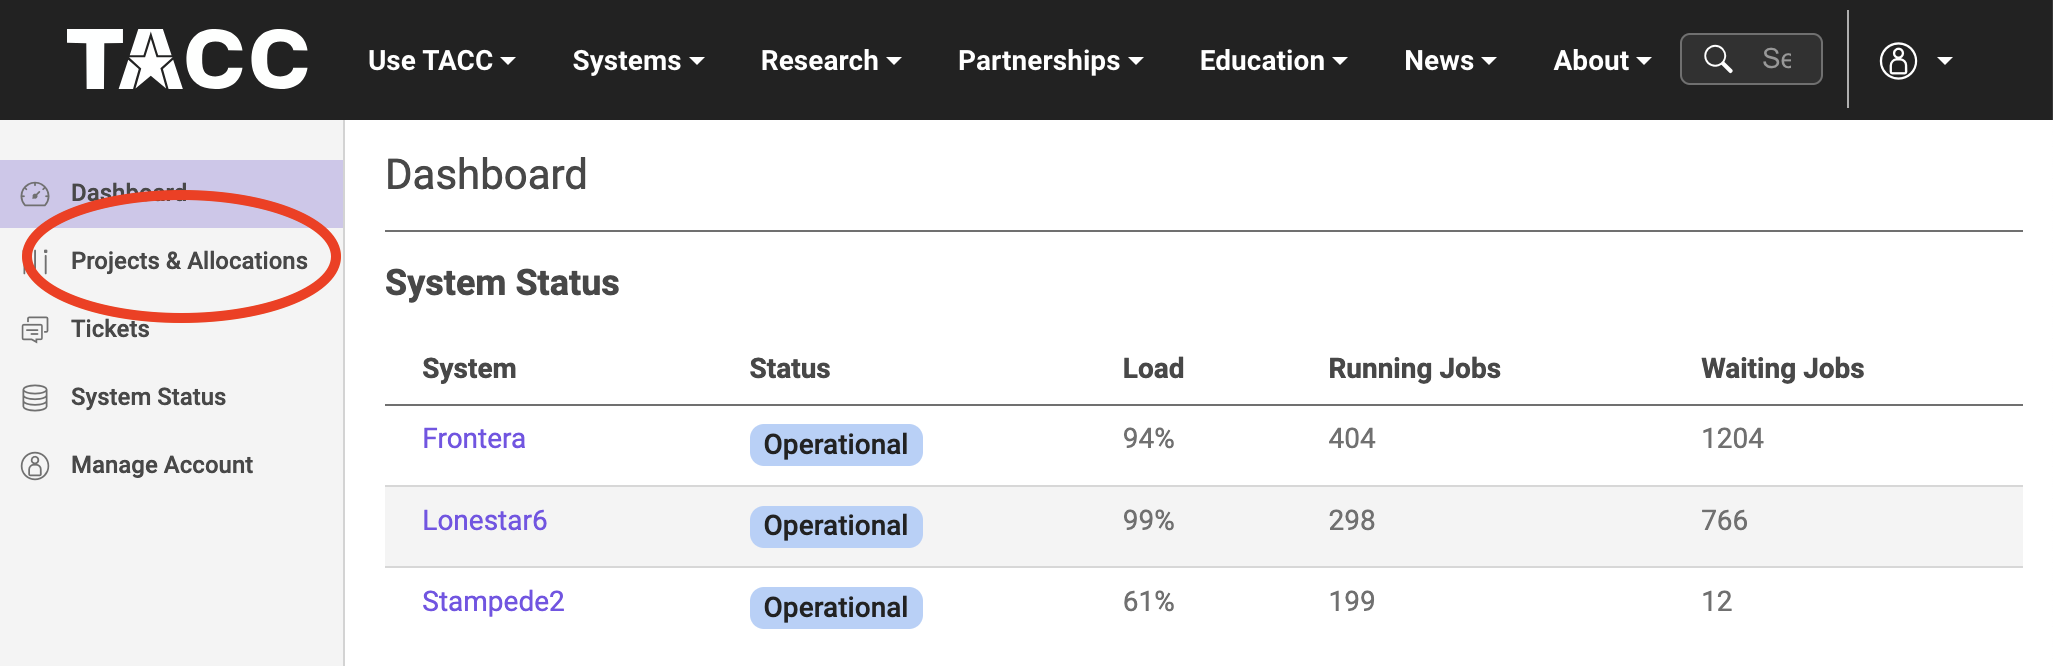 TACC Use TACC Systems Research Partnerships Education News About Se
Dashboard
Projects & Allocations
Tickets
System Status
Manage Account
Dashboard
System Status
System Status Load Running Jobs Waiting Jobs
Frontera Operational 94% 404 1204
Lonestar6 Operational 99% 298 766
Stampede2 Operational 61% 199 12